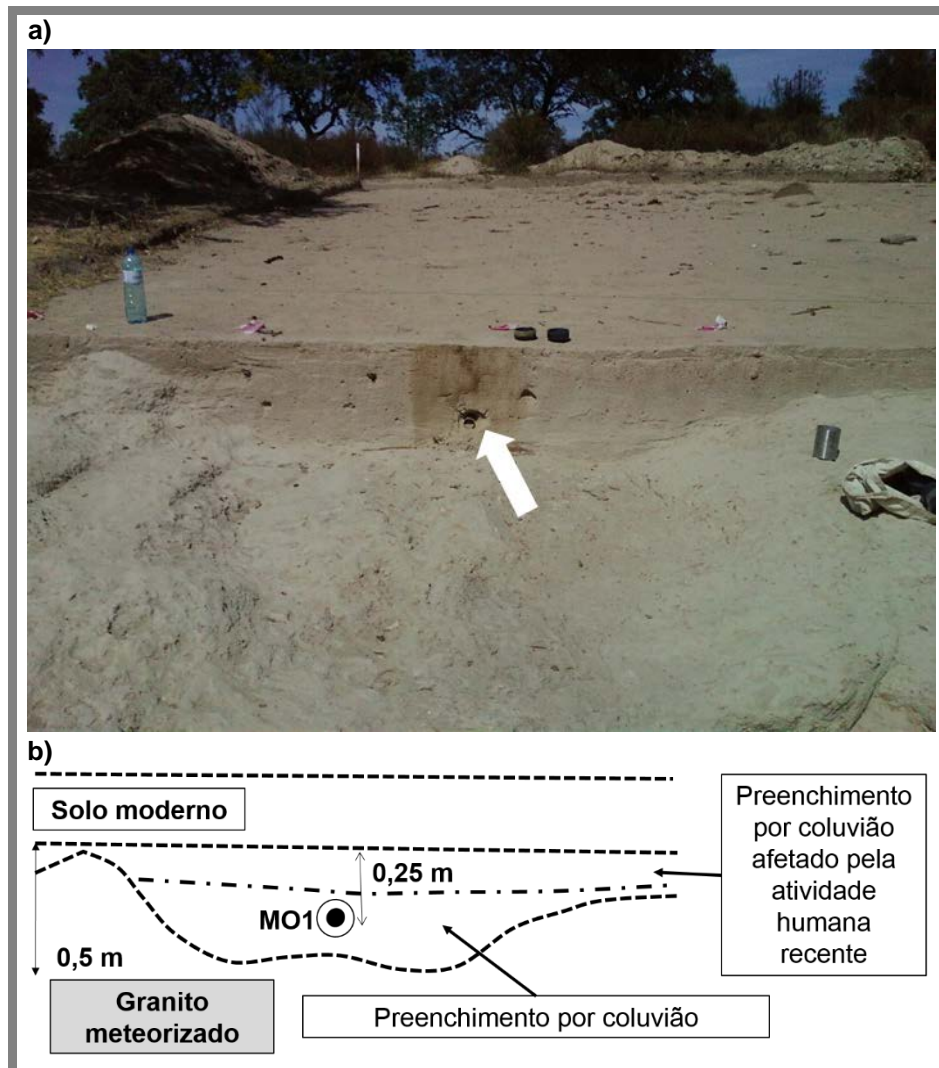 a)
b)
Solo moderno
0,25 m
MO1
0,5 m
Granito
meteorizado
Preenchimento por coluvião
Preenchimento
por coluvião
afetado pela
atividade
humana
recente